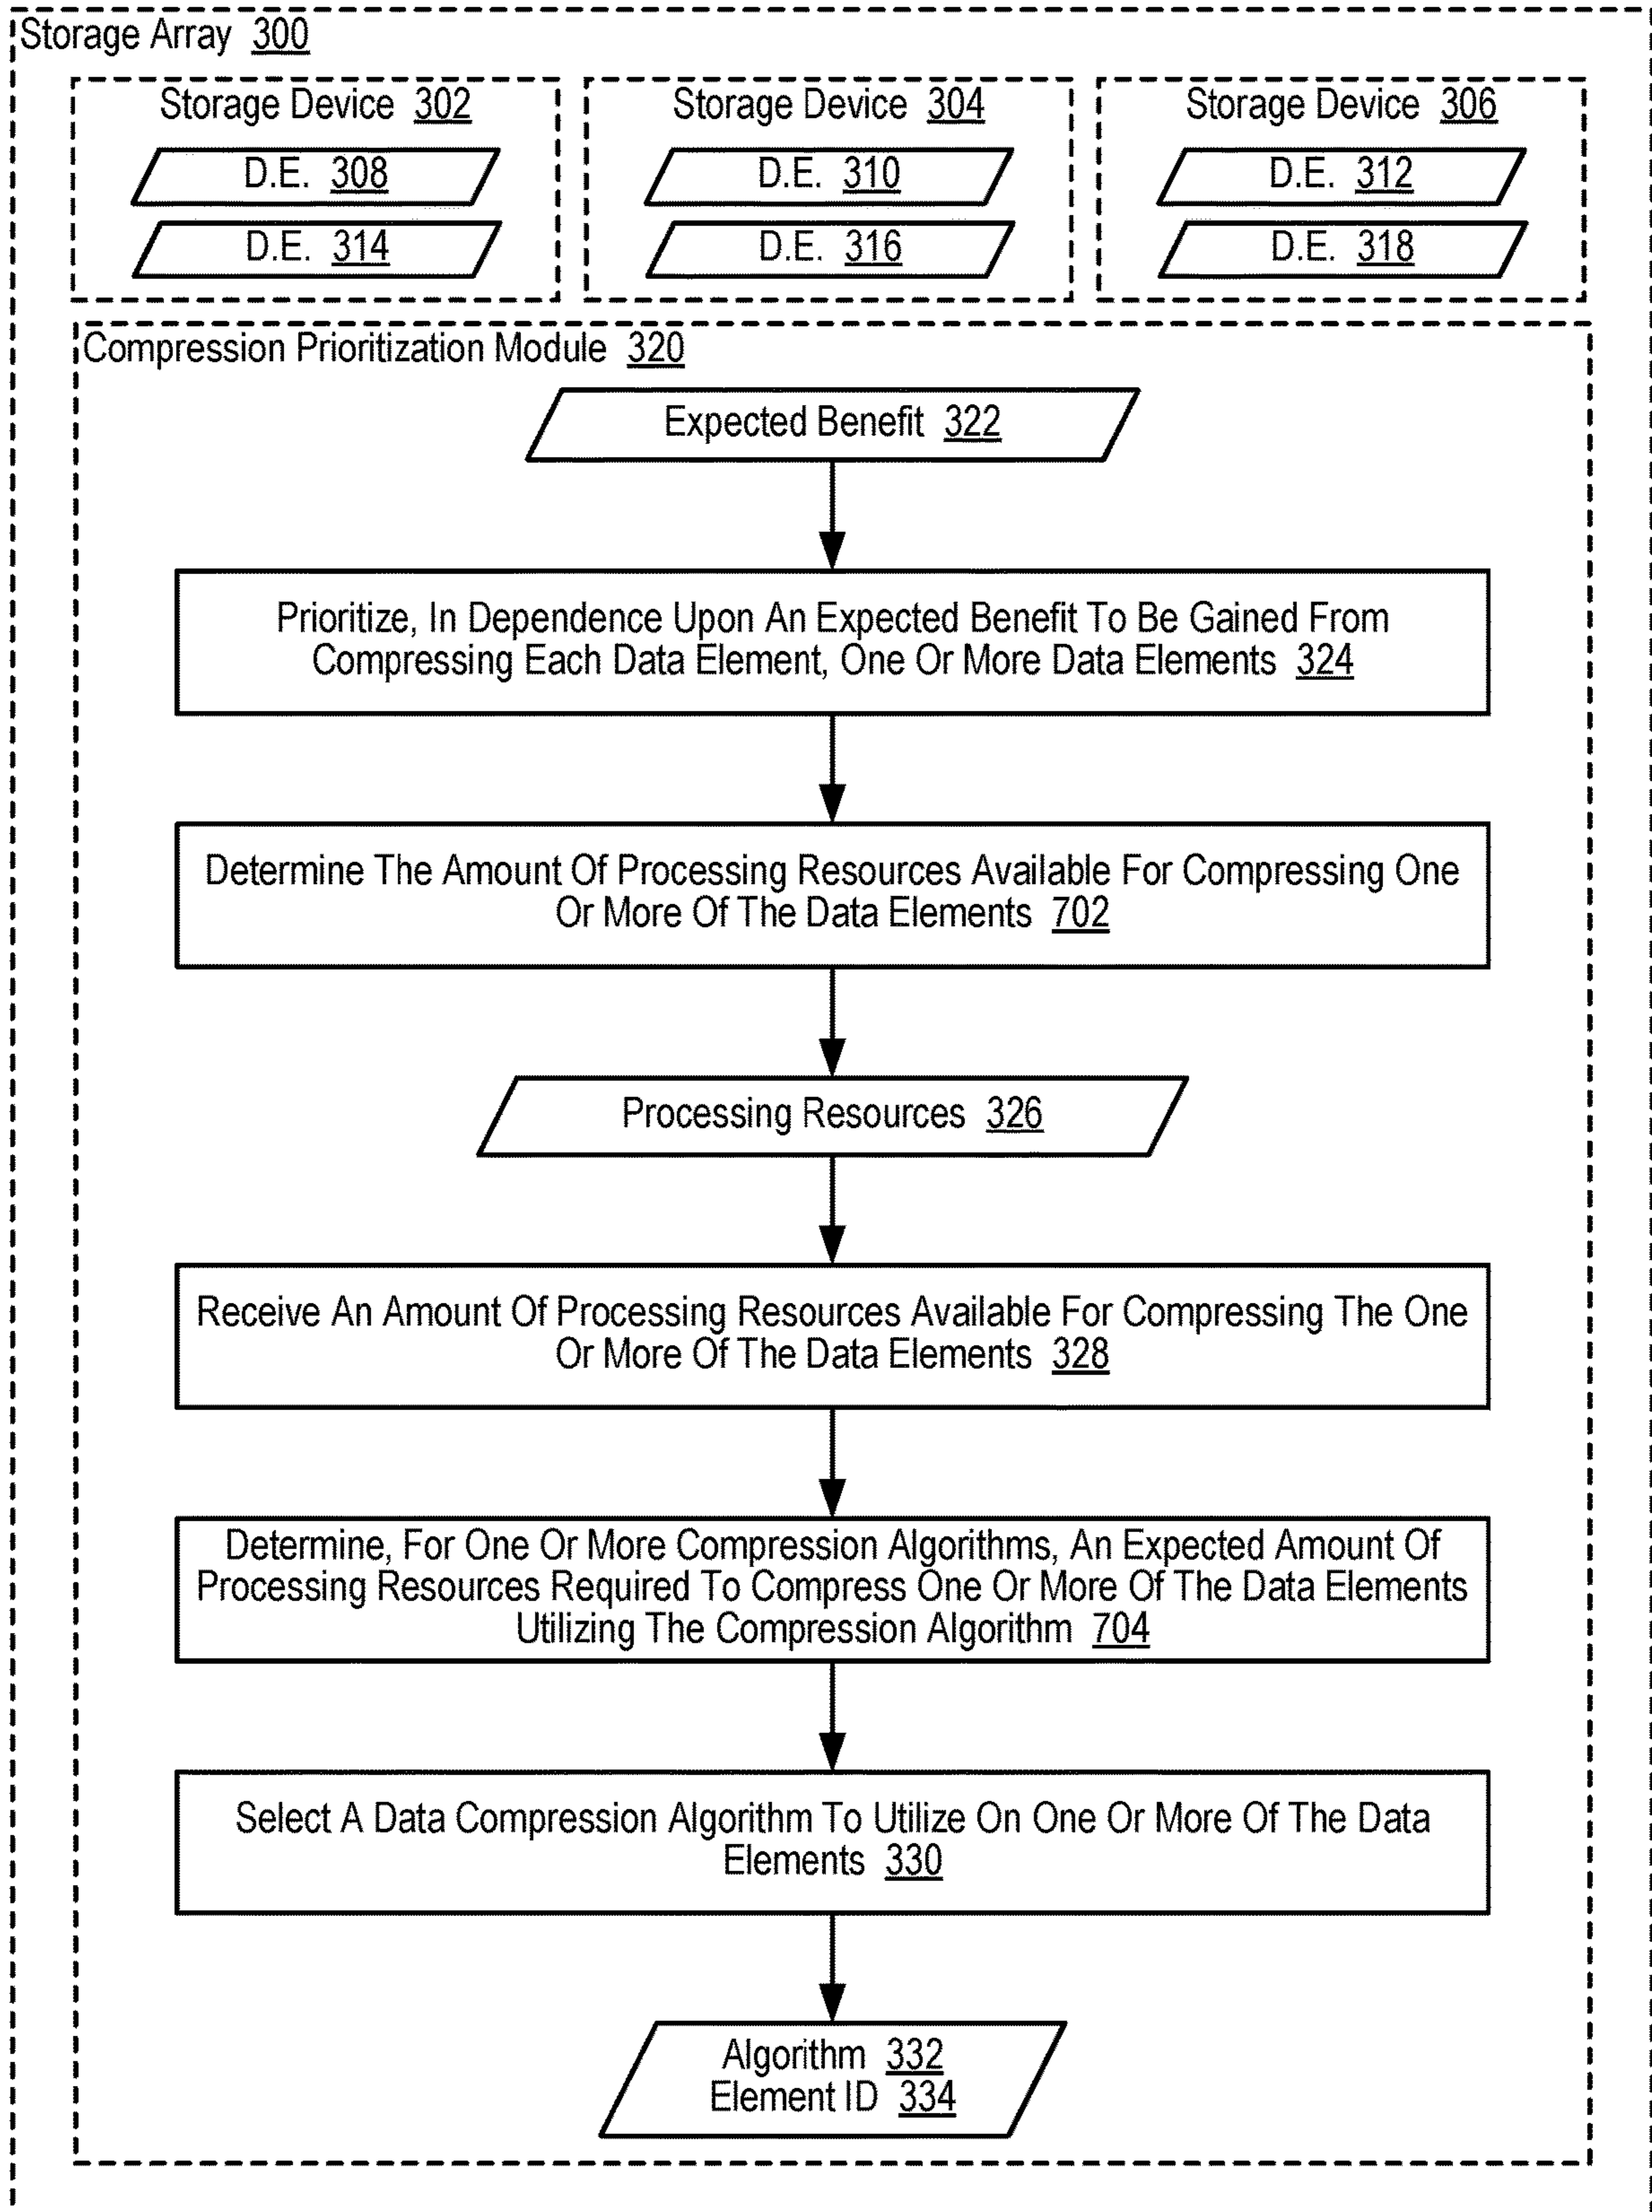 Storage Array 300
Storage Device 302
Storage Device 304
Storage Device 306
D.E. 308
D.E. 310
D.E. 312
D.E. 314
D.E. 316
D.E. 318
Compression Prioritization Module 320
Expected Benefit 322
Prioritize, In Dependence Upon An Expected Benefit To Be Gained From
Compressing Each Data Element, One Or More Data Elements 324
Determine The Amount Of Processing Resources Available For Compressing One
Or More Of The Data Elements 702
Processing Resources 326
Receive An Amount Of Processing Resources Available For Compressing The One
Or More Of The Data Elements 328
Determine, For One Or More Compression Algorithms, An Expected Amount Of
Processing Resources Required To Compress One Or More Of The Data Elements
Utilizing The Compression Algorithm 704
Select A Data Compression Algorithm To Utilize On One Or More Of The Data
Elements 330
Algorithm 332
Element ID 334